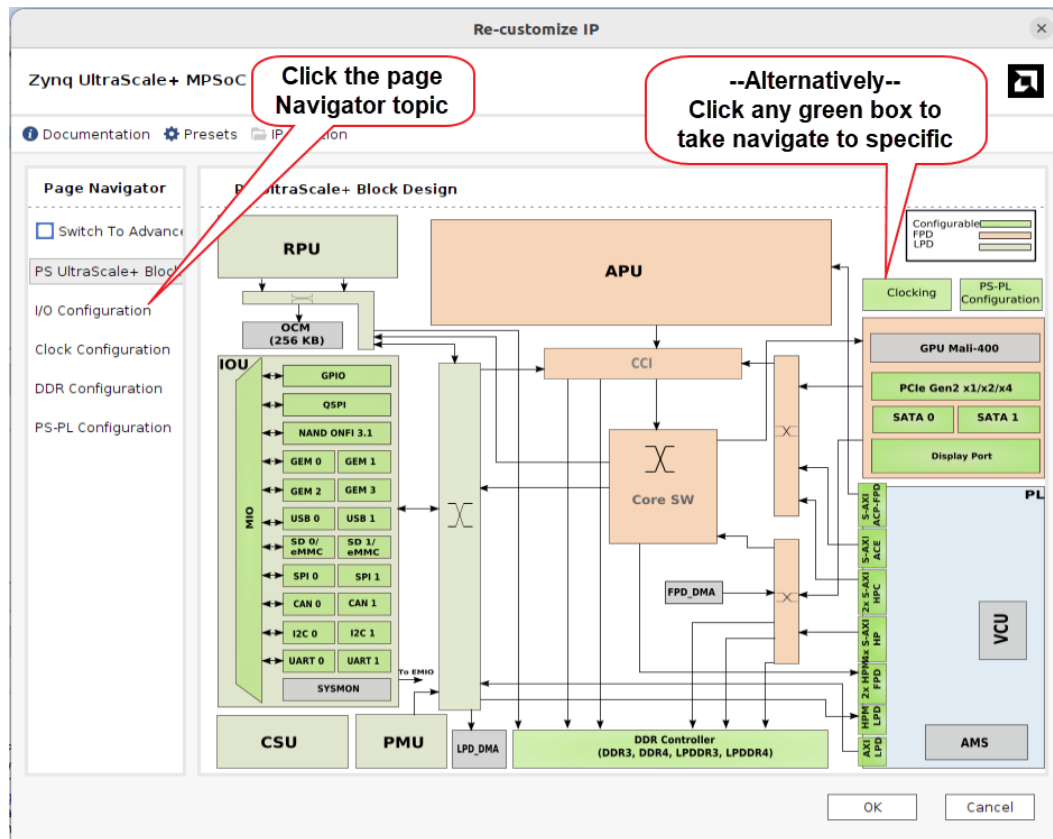 Re-customize IP
Zynq UltraScale+ MPSoC
Click the page
Navigator topic
--Alternatively--
Click any green box to
take navigate to specific
Documentation
Presets
IP
Page Navigator
Switch To Advance
PS UltraScale+ Block
I/O Configuration
Clock Configuration
DDR Configuration
PS-PL Configuration
UltraScale+ Block Design
Configurable
FPD
LPD
RPU
APU
Clocking
PS-PL
Configuration
OCM
(256 KB)
CCI
GPU Mali-400
PCIe Gen2 x1/x2/x4
SATA 0
SATA 1
Display Port
IOU
MIO
GPIO
QSPI
NAND ONFI 3.1
GEM 0
GEM 1
GEM 2
GEM 3
USB 0
USB 1
SD 0/
eMMC
SD 1/
eMMC
SPI 0
SPI 1
CAN 0
CAN 1
I2C 0
I2C 1
UART 0
UART 1
SYSMON
To EMIO
Core SW
FPD_DMA
PL
S-AXI
ACP-FPD
S-AXI
ACE
2x S-AXI
HPC
4x S-AXI
HP
2x HPM
FPD
HPM
LPD
AXI
LPD
VCU
AMS
CSU
PMU
LPD_DMA
DDR Controller
(DDR3, DDR4, LPDDR3, LPDDR4)
OK
Cancel